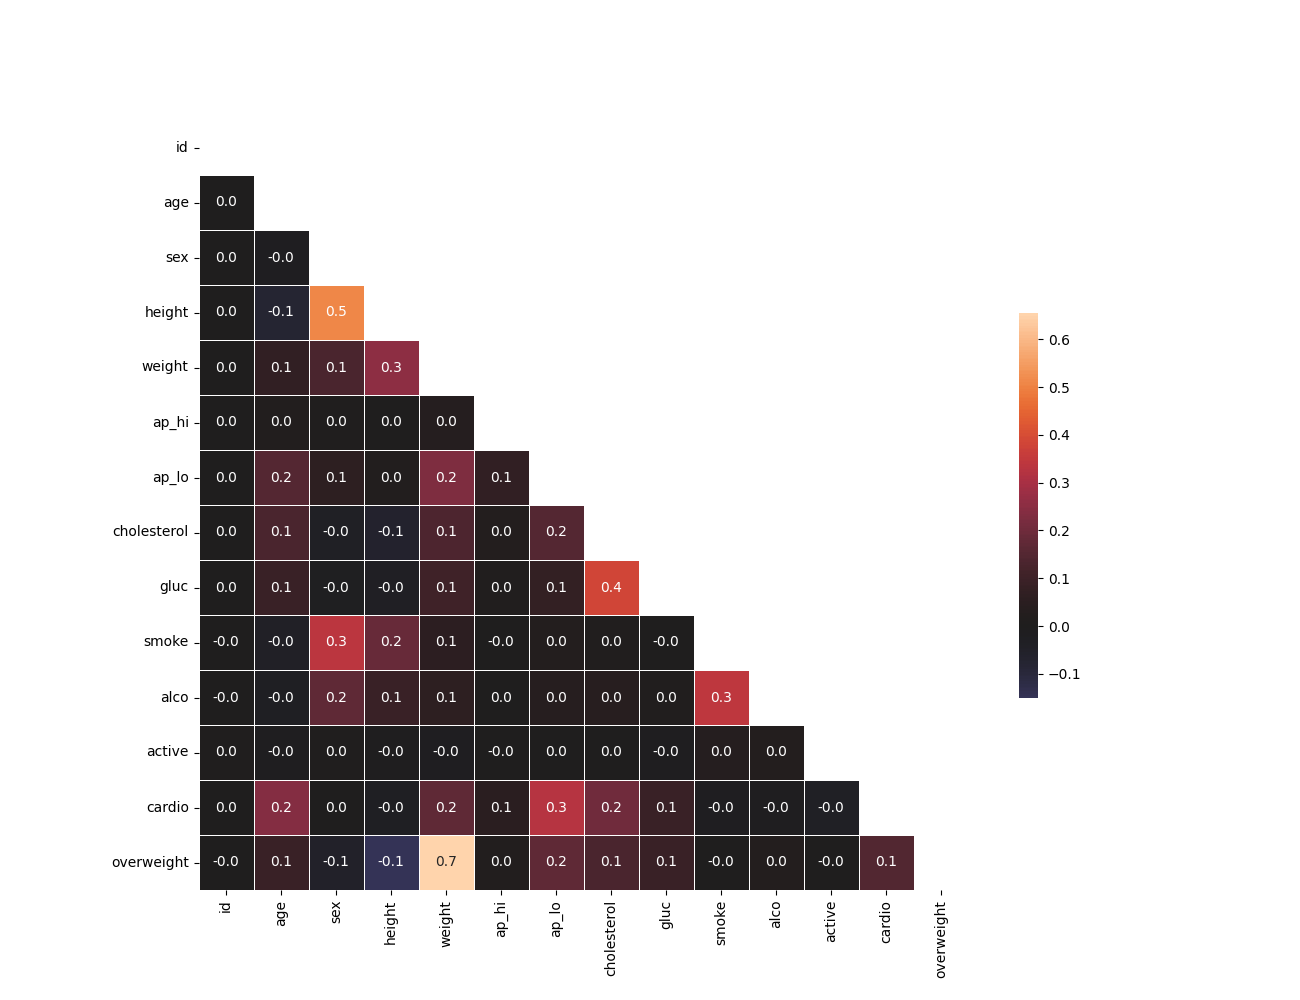 id
age 0.0
sex 0.0 -0.0
height 0.0 -0.1 0.5
weight 0.0 0.1 0.1 0.3
ap_hi 0.0 0.0 0.0 0.0 0.0
ap_lo 0.0 0.2 0.1 0.0 0.2 0.1
cholesterol 0.0 0.1 -0.0 -0.1 0.1 0.0 0.2
gluc 0.0 0.1 -0.0 -0.0 0.1 0.0 0.1 0.4
smoke -0.0 -0.0 0.3 0.2 0.1 -0.0 0.0 0.0 -0.0
alco -0.0 -0.0 0.2 0.1 0.1 0.0 0.0 0.0 0.0 0.3
active 0.0 -0.0 0.0 -0.0 -0.0 -0.0 0.0 0.0 -0.0 0.0 0.0
cardio 0.0 0.2 0.0 -0.0 0.2 0.1 0.3 0.2 0.1 -0.0 -0.0 -0.0
overweight -0.0 0.1 -0.1 -0.1 0.7 0.0 0.2 0.1 0.1 -0.0 0.0 -0.0 0.1
id age sex height weight ap_hi ap_lo cholesterol gluc smoke alco active cardio overweight
0.6
0.5
0.4
0.3
0.2
0.1
0.0
−0.1